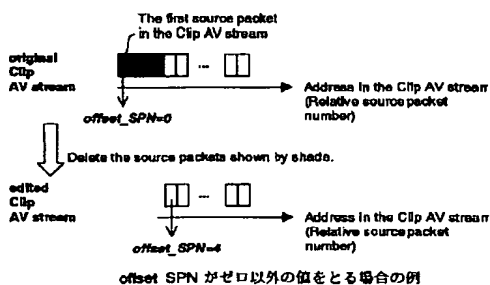 The first source packet
in the Clip AV stream
original
Clip
AV stream
...
Address in the Clip AV stream
(Relative source packet
number)
offset_SPN=0
Delete the source packets shown by shade.
edited
Clip
AV stream
...
Address in the Clip AV stream
(Relative source packet
number)
offset_SPN=4
offset SPN がゼロ以外の値をとる場合の例